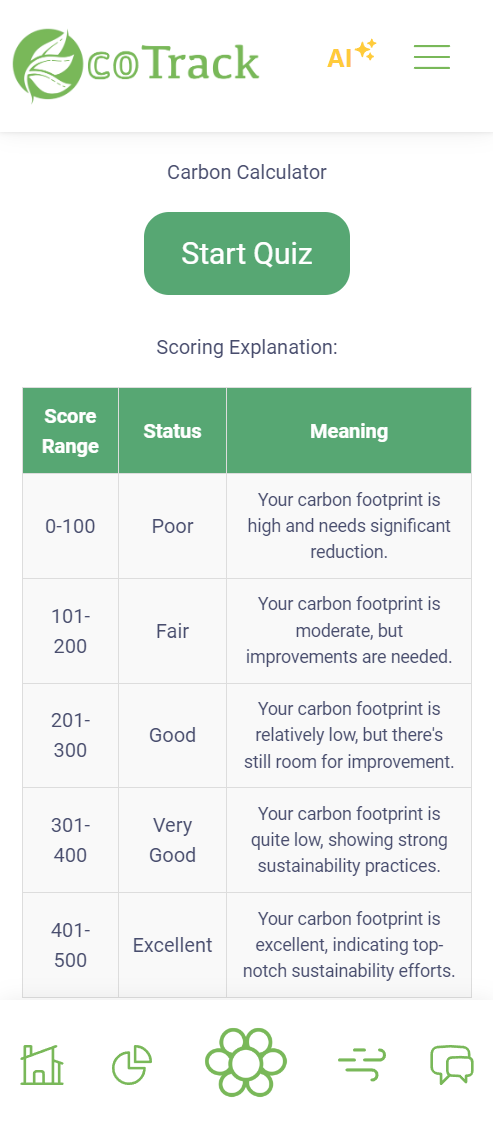 coTrack
AI
Carbon Calculator
Start Quiz
Scoring Explanation:
Score
Range
Status
Meaning
0-100
Poor
Your carbon footprint is
high and needs significant
reduction.
101-
200
Fair
Your carbon footprint is
moderate, but
improvements are needed.
201-
300
Good
Your carbon footprint is
relatively low, but there's
still room for improvement.
301-
400
Very
Good
Your carbon footprint is
quite low, showing strong
sustainability practices.
401-
500
Excellent
Your carbon footprint is
excellent, indicating top-
notch sustainability efforts.